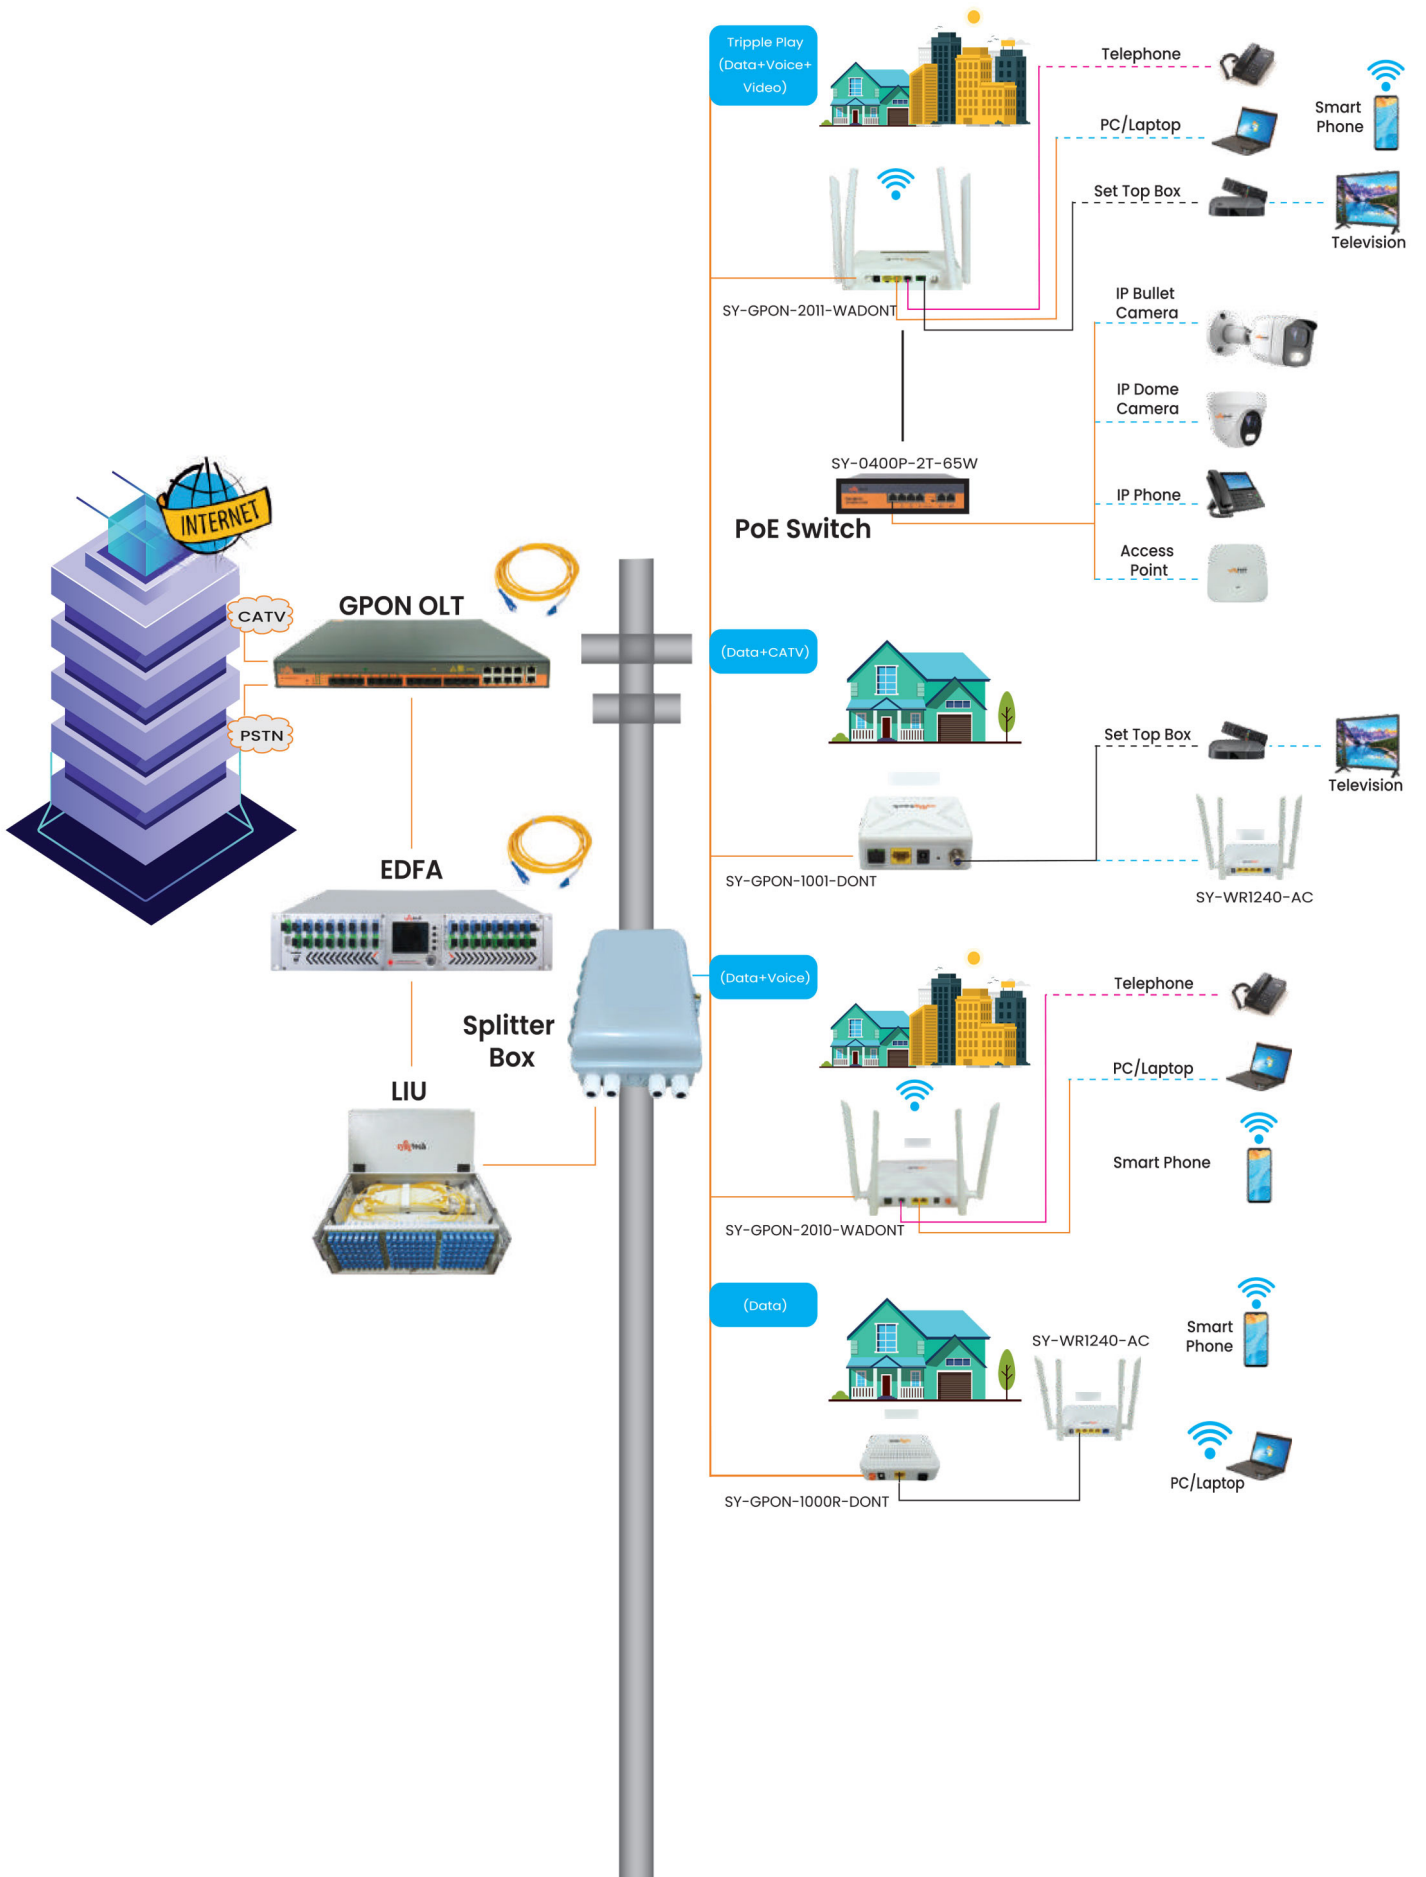 Tripple Play
(Data+Voice+
Video)
Telephone
PC/Laptop
Smart
Phone
Set Top Box
Television
SY-GPON-2011-WADONT
IP Bullet
Camera
IP Dome
Camera
IP Phone
Access
Point
SY-0400P-2T-65W
PoE Switch
INTERNET
CATV
PSTN
GPON OLT
EDFA
LIU
Splitter
Box
(Data+CATV)
Set Top Box
Television
SY-GPON-1001-DONT
SY-WR1240-AC
(Data+Voice)
Telephone
PC/Laptop
Smart Phone
SY-GPON-2010-WADONT
(Data)
SY-WR1240-AC
Smart
Phone
PC/Laptop
SY-GPON-1000R-DONT